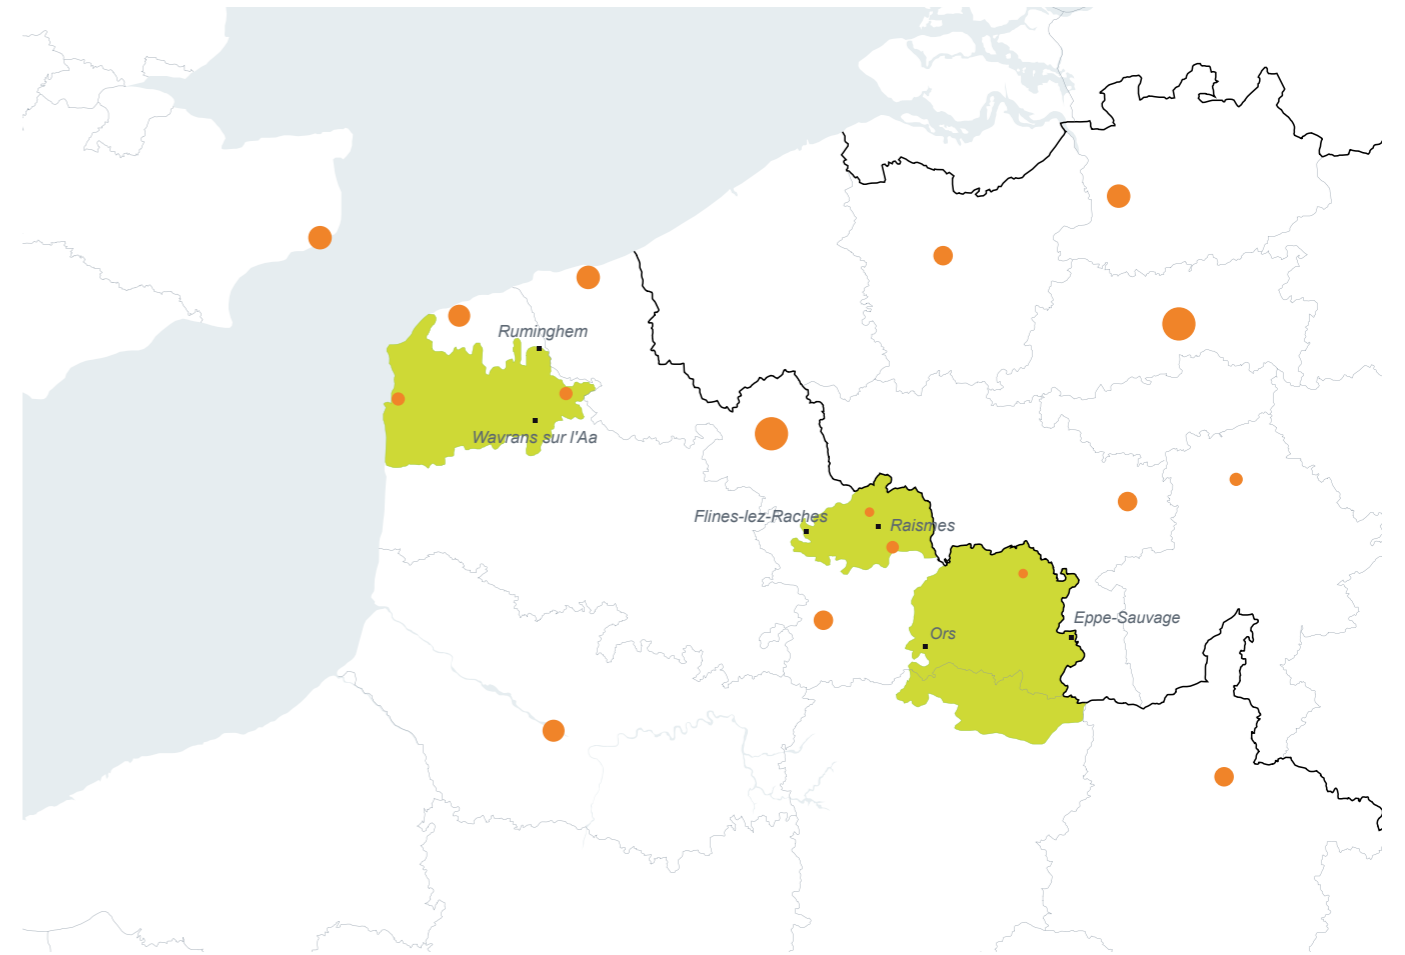 Ruminghem
Wavrans sur l'Aa
Flines-lez-Raches
Raismes
Eppe-Sauvage
Ors